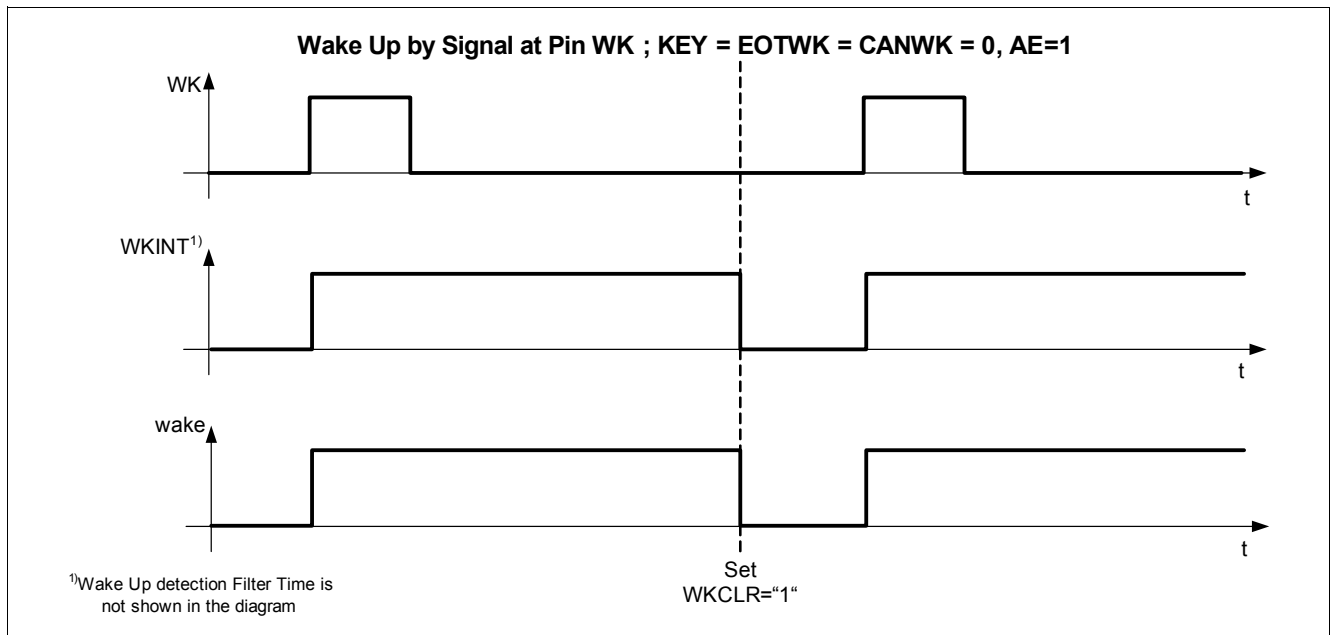 Wake Up by Signal at Pin WK ; KEY = EOTWK = CANWK = 0, AE=1
WK
t
WKINT1)
t
wake
t
Set
WKCLR=“1“
1)Wake Up detection Filter Time is
not shown in the diagram